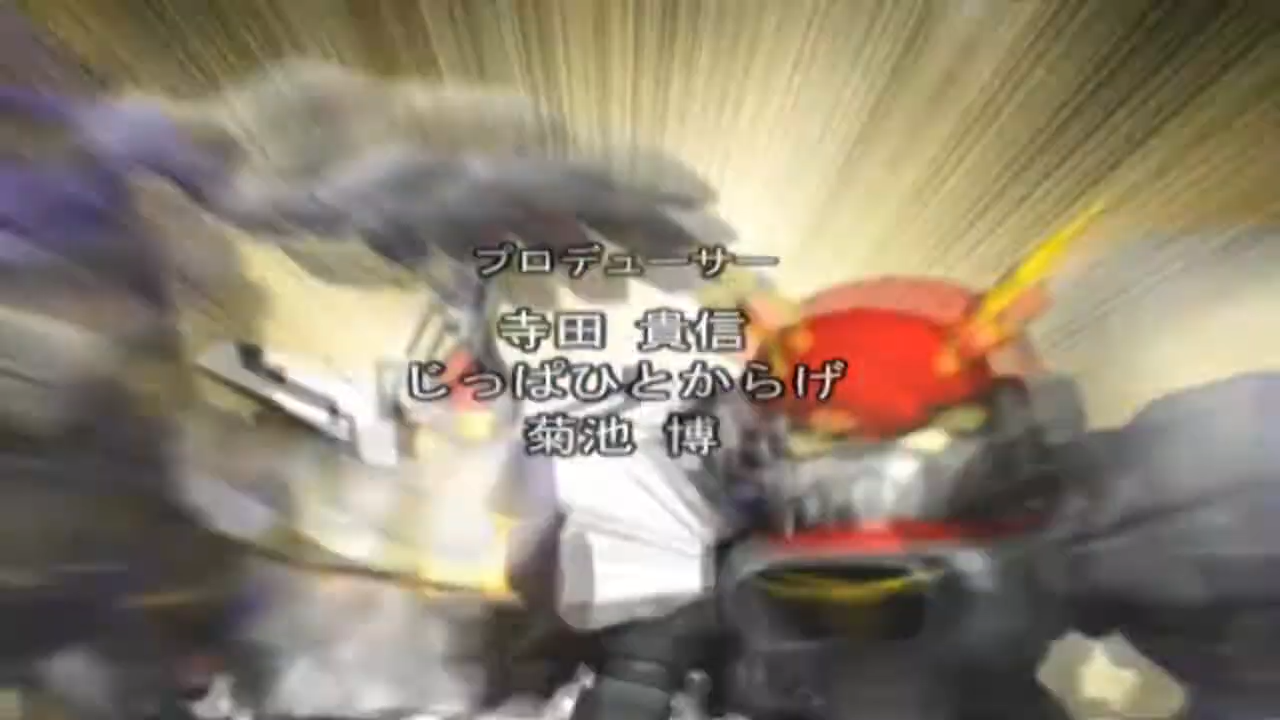 プロデューサー
寺田 貴信
じっぱひとからげ
菊池 博